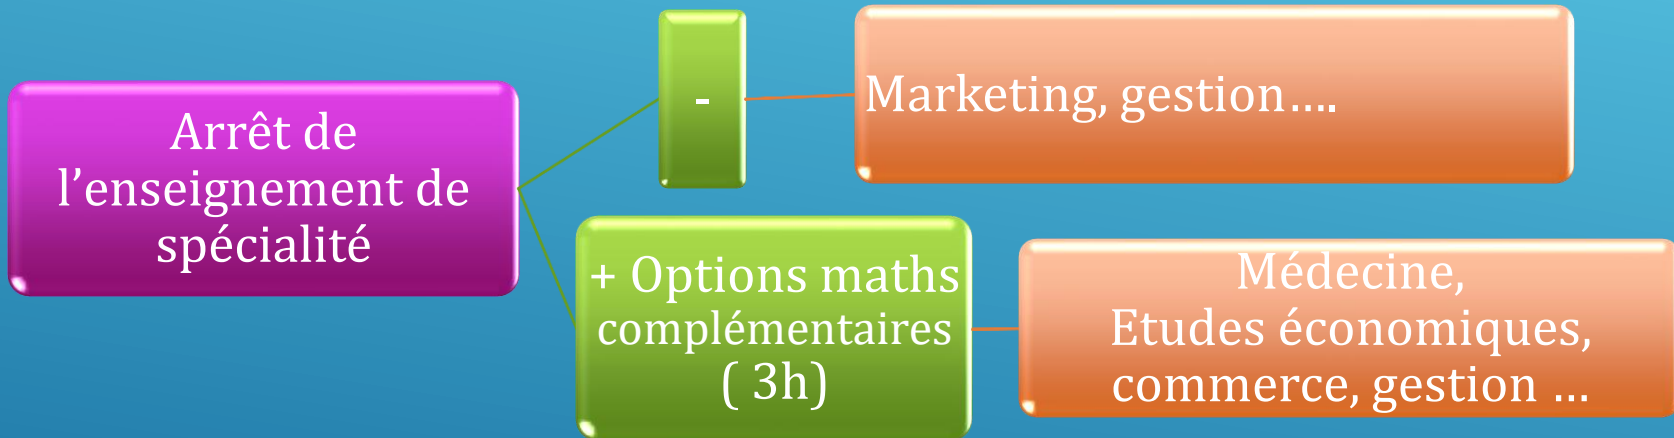 Arrêt de
l’enseignement de
spécialité
-
Marketing, gestion….
+ Options maths
complémentaires
( 3h)
Médecine,
Etudes économiques,
commerce, gestion …